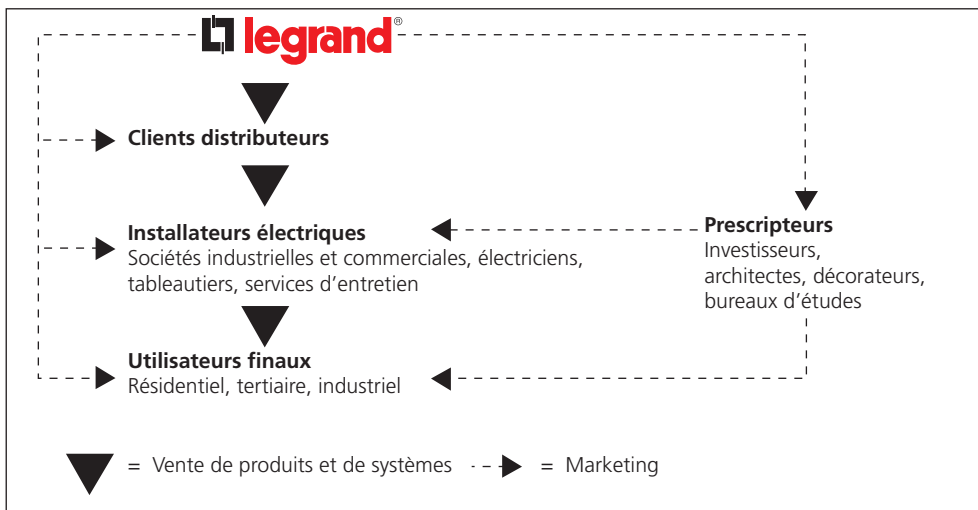 legrand®
Clients distributeurs
Installateurs électriques
Sociétés industrielles et commerciales, électriciens,
tableautiers, services d’entretien
Prescripteurs
Investisseurs,
architectes, décorateurs,
bureaux d’études
Utilisateurs finaux
Résidentiel, tertiaire, industriel
= Vente de produits et de systèmes = Marketing